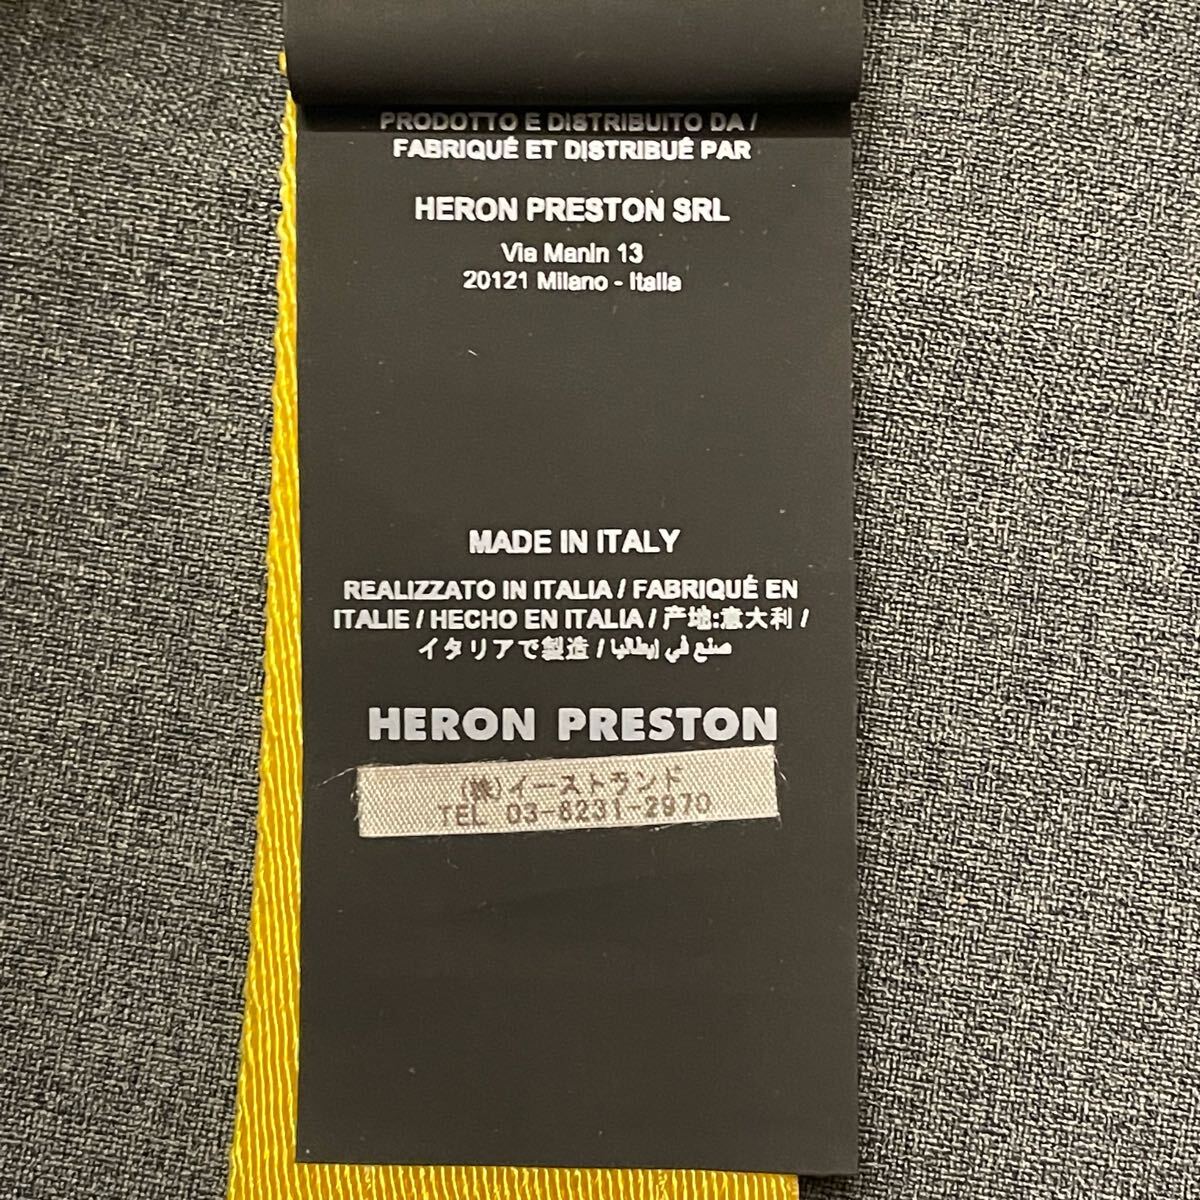 PRODOTTO E DISTRIBUITO DA /
FABRIQUÉ ET DISTRIBUÉ PAR
HERON PRESTON SRL
Via Manin 13
20121 Milano - Italia
MADE IN ITALY
REALIZZATO IN ITALIA / FABRIQUÉ EN
ITALIE / HECHO EN ITALIA / 产地:意大利 /
イタリアで製造 / صنع في إيطاليا
HERON PRESTON
(株)イーストランド
TEL 03-6231-2970